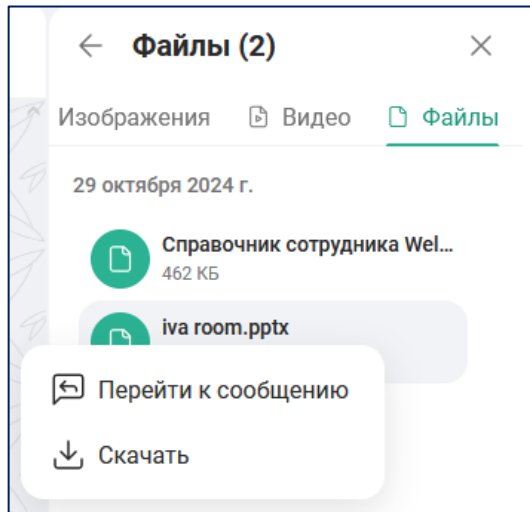 Файлы (2)
Изображения Видео Файлы
29 октября 2024 г.
Справочник сотрудника Wel...
462 КБ
iva room.pptx
Перейти к сообщению
Скачать